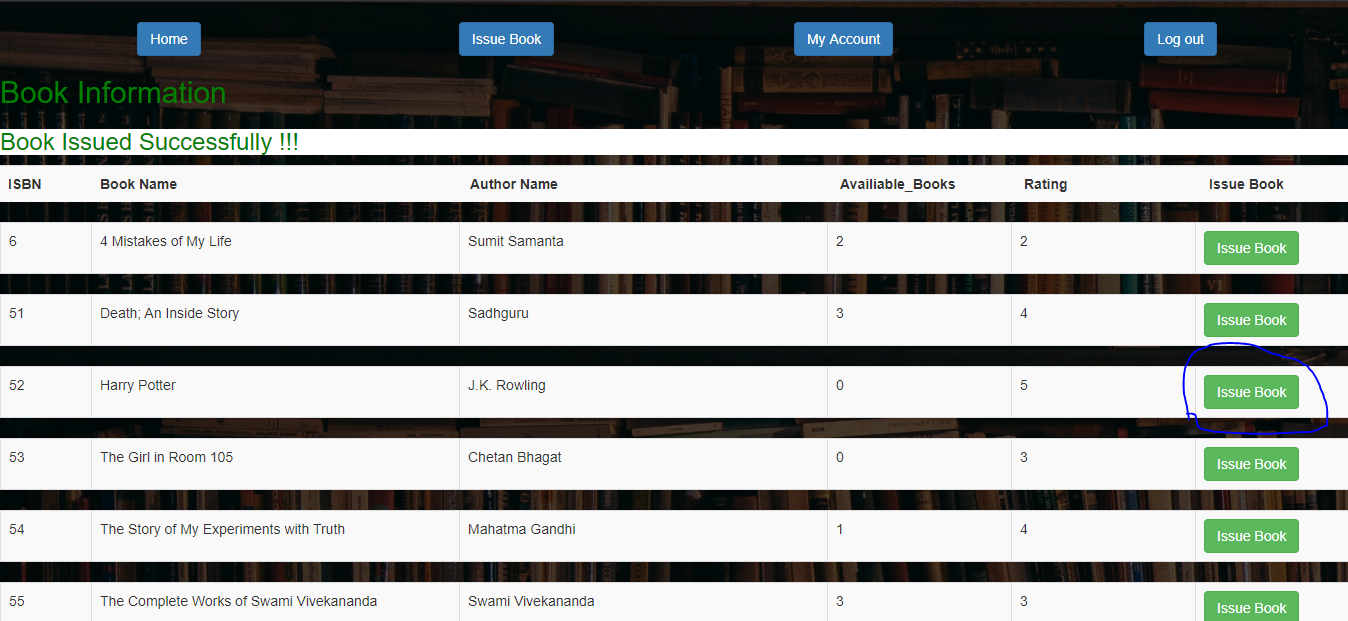 Home Issue Book My Account Log out
Book Information
Book Issued Successfully !!!
ISBN Book Name Author Name Availiable_Books Rating Issue Book
6 4 Mistakes of My Life Sumit Samanta 2 2 Issue Book
51 Death; An Inside Story Sadhguru 3 4 Issue Book
52 Harry Potter J.K. Rowling 0 5 Issue Book
53 The Girl in Room 105 Chetan Bhagat 0 3 Issue Book
54 The Story of My Experiments with Truth Mahatma Gandhi 1 4 Issue Book
55 The Complete Works of Swami Vivekananda Swami Vivekananda 3 3 Issue Book